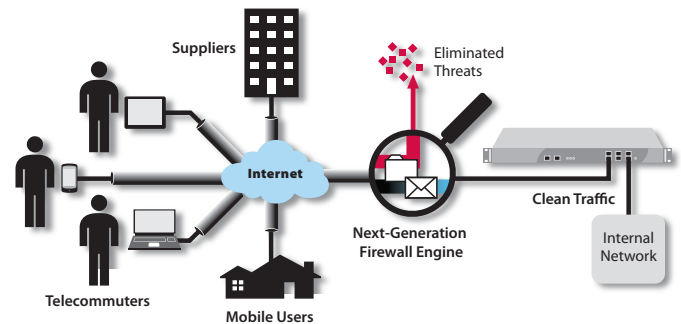 Suppliers
Eliminated
Threats
Internet
Clean Traffic
Next-Generation
Firewall Engine
Internal
Network
Telecommuters
Mobile Users